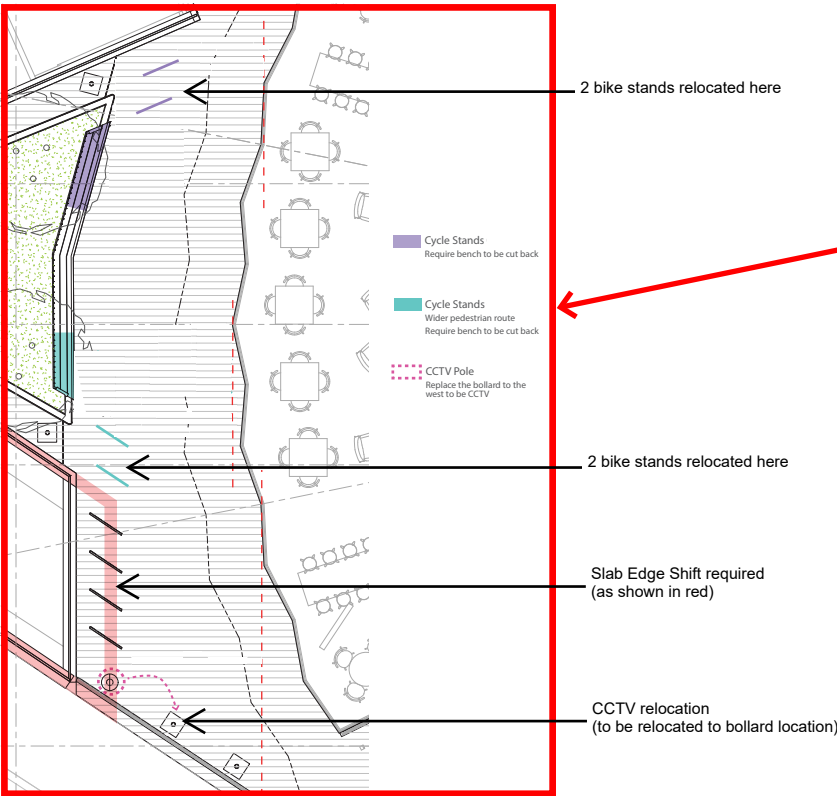 2 bike stands relocated here
Cycle Stands
Require bench to be cut back
Cycle Stands
Wider pedestrian route
Require bench to be cut back
CCTV Pole
Replace the bollard to the
west to be CCTV
2 bike stands relocated here
Slab Edge Shift required
(as shown in red)
CCTV relocation
(to be relocated to bollard location)